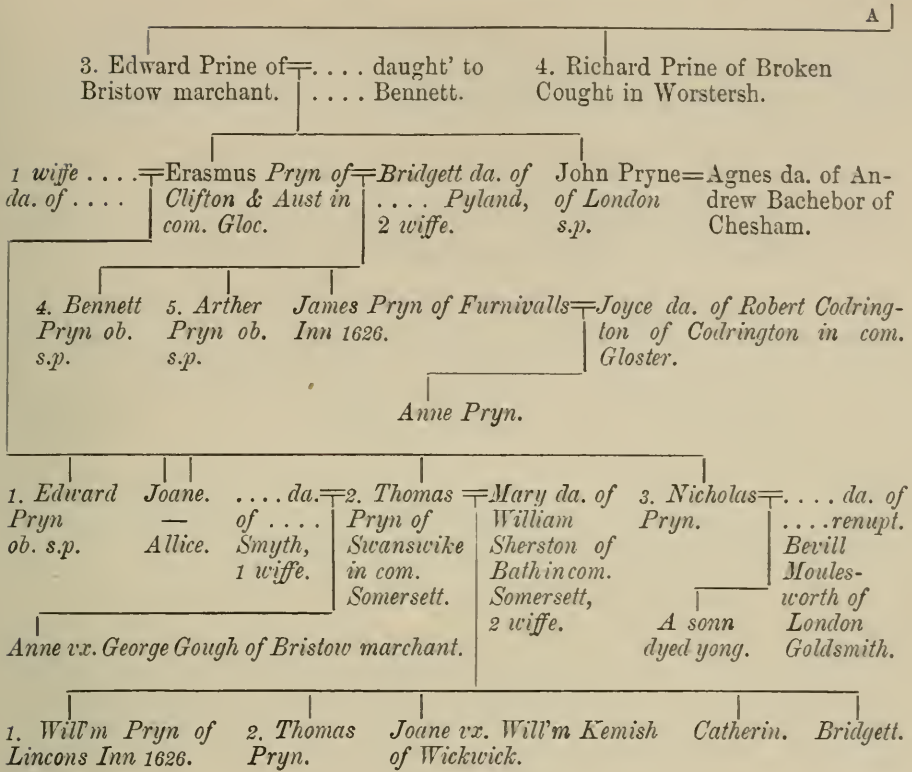 A
3. Edward Prine of . . . . daught' to
Bristow marchant. . . . . Bennett.
4. Richard Prine of Broken
Cought in Worstersh.
1 wiffe . . . .
da. of . . . .
Erasmus Pryn of
Clifton & Aust in
com. Gloc.
Bridgett da. of
. . . . Pyland,
2 wiffe.
John Pryne=Agnes da. of An-
of London drew Bachebor of
s.p. Chesham.
4. Bennett
Pryn ob.
s.p.
5. Arther
Pryn ob.
s.p.
James Pryn of Furnivalls
Inn 1626.
Joyce da. of Robert Codring-
ton of Codrington in com.
Gloster.
Anne Pryn.
1. Edward
Pryn
ob. s.p.
Joane.
—
Allice.
. . . . da.
of . . . .
Smyth,
1 wiffe.
2. Thomas
Pryn of
Swanswike
in com.
Somersett.
Mary da. of
William
Sherston of
Bath in com.
Somersett,
2 wiffe.
3. Nicholas
Pryn.
. . . . da. of
. . . . renupt.
Bevill
Moules-
worth of
London
Goldsmith.
A sonn
dyed yong.
Anne vx. George Gough of Bristow marchant.
1. Will'm Pryn of
Lincons Inn 1626.
2. Thomas
Pryn.
Joane vx. Will'm Kemish
of Wickwick.
Catherin.
Bridgett.